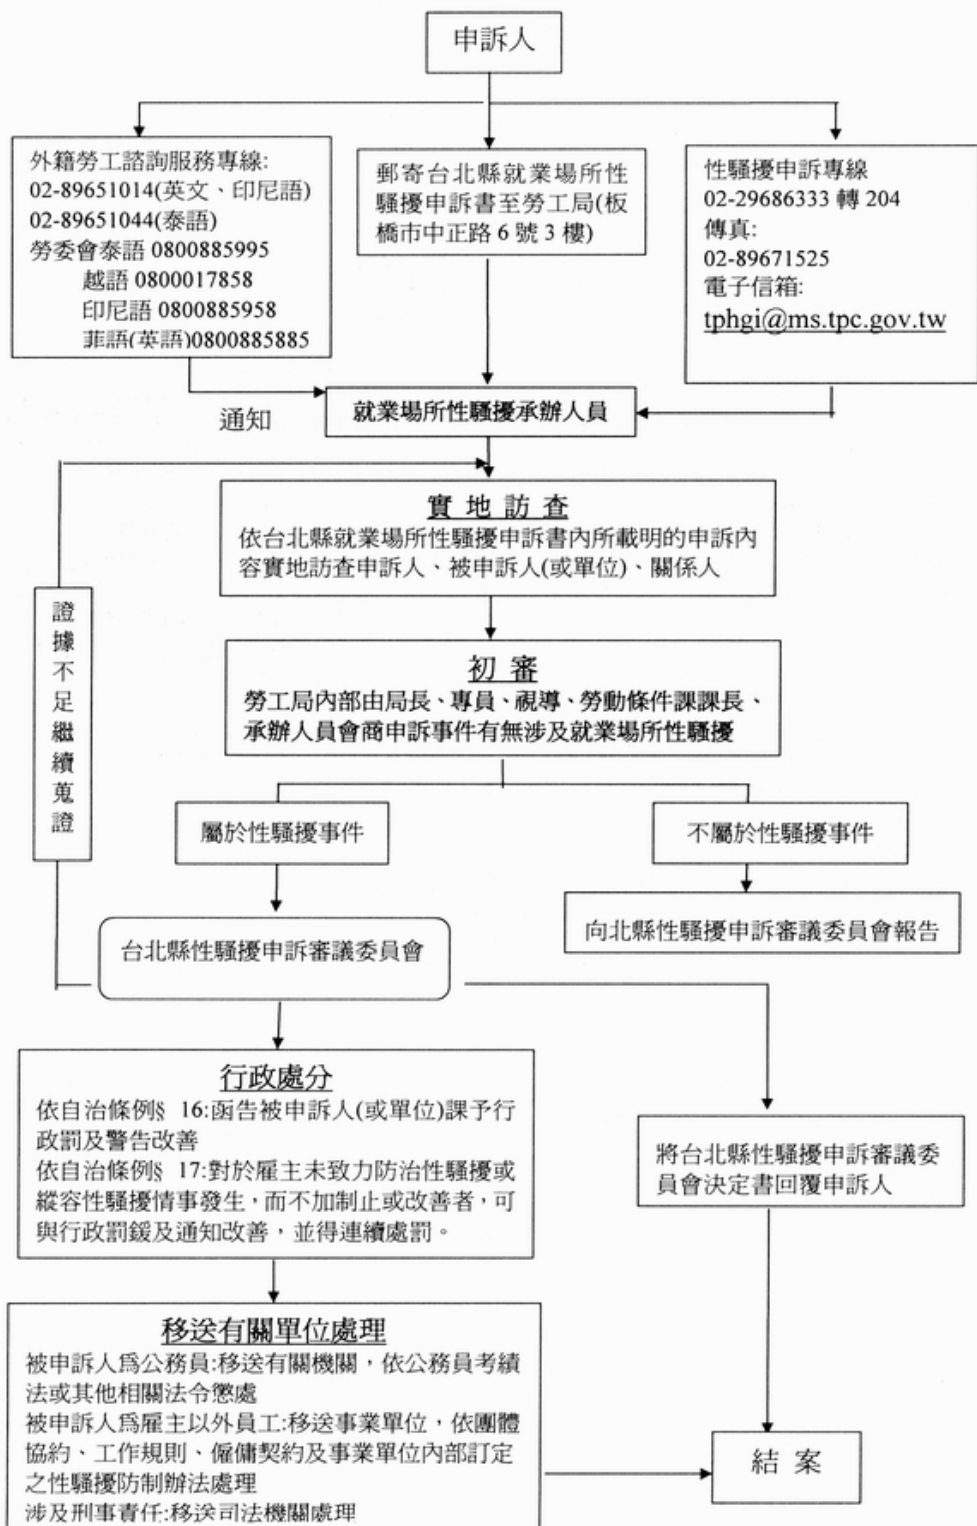 申訴人
外籍勞工諮詢服務專線:
02-89651014(英文、印尼語)
02-89651044(泰語)
勞委會泰語 0800885995
越語 0800017858
印尼語 0800885958
菲語(英語)0800885885
郵寄台北縣就業場所性
騷擾申訴書至勞工局(板
橋市中正路 6 號 3 樓)
性騷擾申訴專線
02-29686333 轉 204
傳真:
02-89671525
電子信箱:
tphgi@ms.tpc.gov.tw
通知
就業場所性騷擾承辦人員
實 地 訪 查
依台北縣就業場所性騷擾申訴書內所載明的申訴內
容實地訪查申訴人、被申訴人(或單位)、關係人
證據不足繼續蒐證
初 審
勞工局內部由局長、專員、視導、勞動條件課課長、
承辦人員會商申訴事件有無涉及就業場所性騷擾
屬於性騷擾事件
不屬於性騷擾事件
台北縣性騷擾申訴審議委員會
向北縣性騷擾申訴審議委員會報告
行政處分
依自治條例§ 16:函告被申訴人(或單位)課予行
政罰及警告改善
依自治條例§ 17:對於雇主未致力防治性騷擾或
縱容性騷擾情事發生，而不加制止或改善者，可
與行政罰鍰及通知改善，並得連續處罰。
將台北縣性騷擾申訴審議委
員會決定書回覆申訴人
移送有關單位處理
被申訴人為公務員:移送有關機關，依公務員考績
法或其他相關法令懲處
被申訴人為雇主以外員工:移送事業單位，依團體
協約、工作規則、僱傭契約及事業單位內部訂定
之性騷擾防制辦法處理
涉及刑事責任:移送司法機關處理
結 案